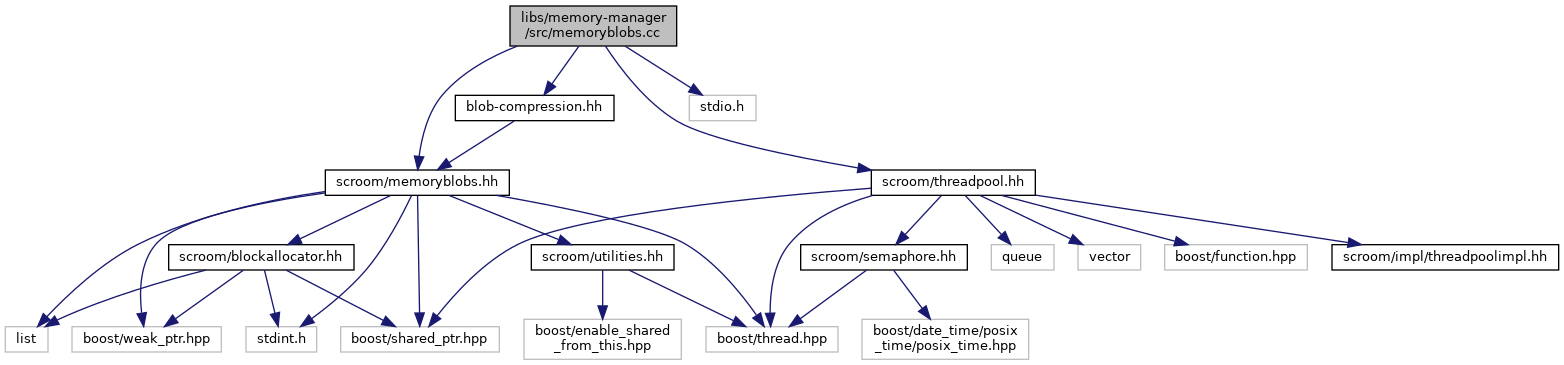 libs/memory-manager
/src/memoryblobs.cc
blob-compression.hh
stdio.h
scroom/memoryblobs.hh
scroom/threadpool.hh
scroom/blockallocator.hh
scroom/utilities.hh
scroom/semaphore.hh
queue
vector
boost/function.hpp
scroom/impl/threadpoolimpl.hh
list
boost/weak_ptr.hpp
stdint.h
boost/shared_ptr.hpp
boost/enable_shared
_from_this.hpp
boost/thread.hpp
boost/date_time/posix
_time/posix_time.hpp